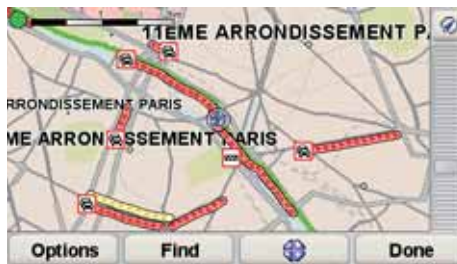 11EME ARRONDISSEMENT P.
RRONDISSEMENT PARIS
ME ARRON SSEMENT ARIS
Options
Find
Done